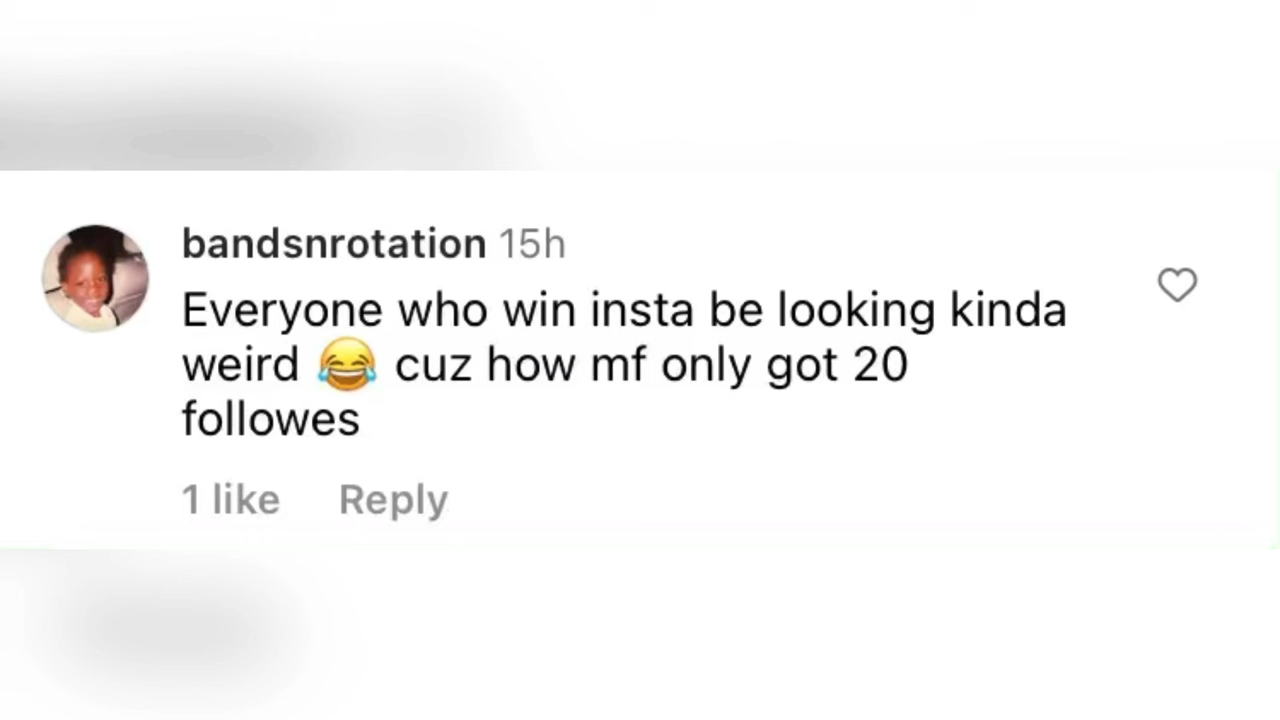 bandsnrotation 15h
Everyone who win insta be looking kinda
weird 😂 cuz how mf only got 20
followes
1 like Reply